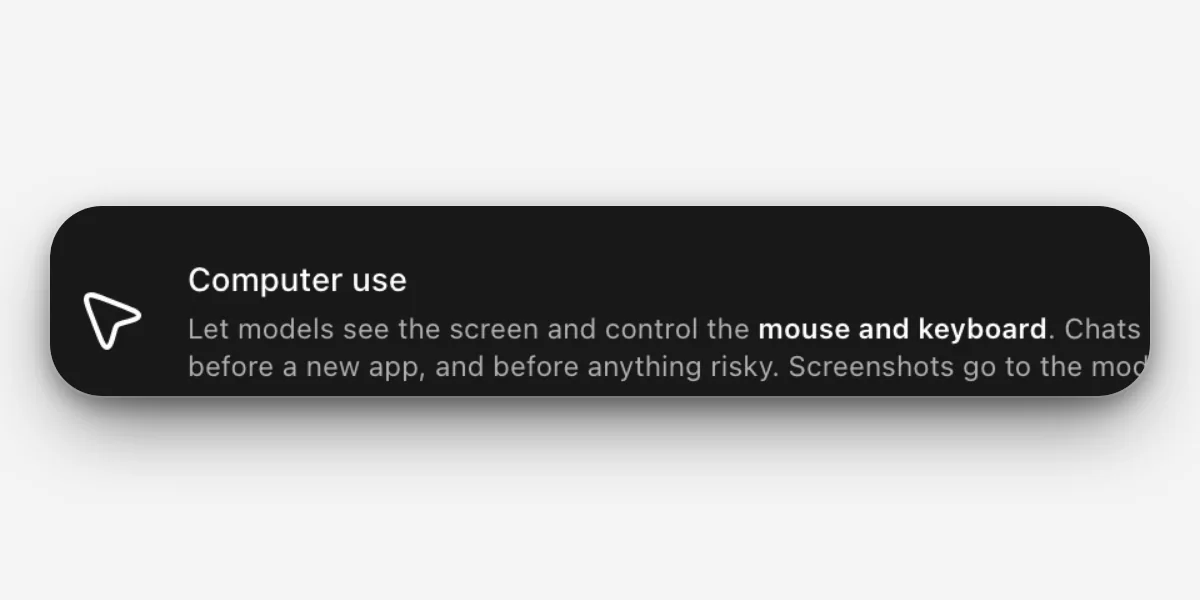 Computer use
Let models see the screen and control the mouse and keyboard. Chats
before a new app, and before anything risky. Screenshots go to the